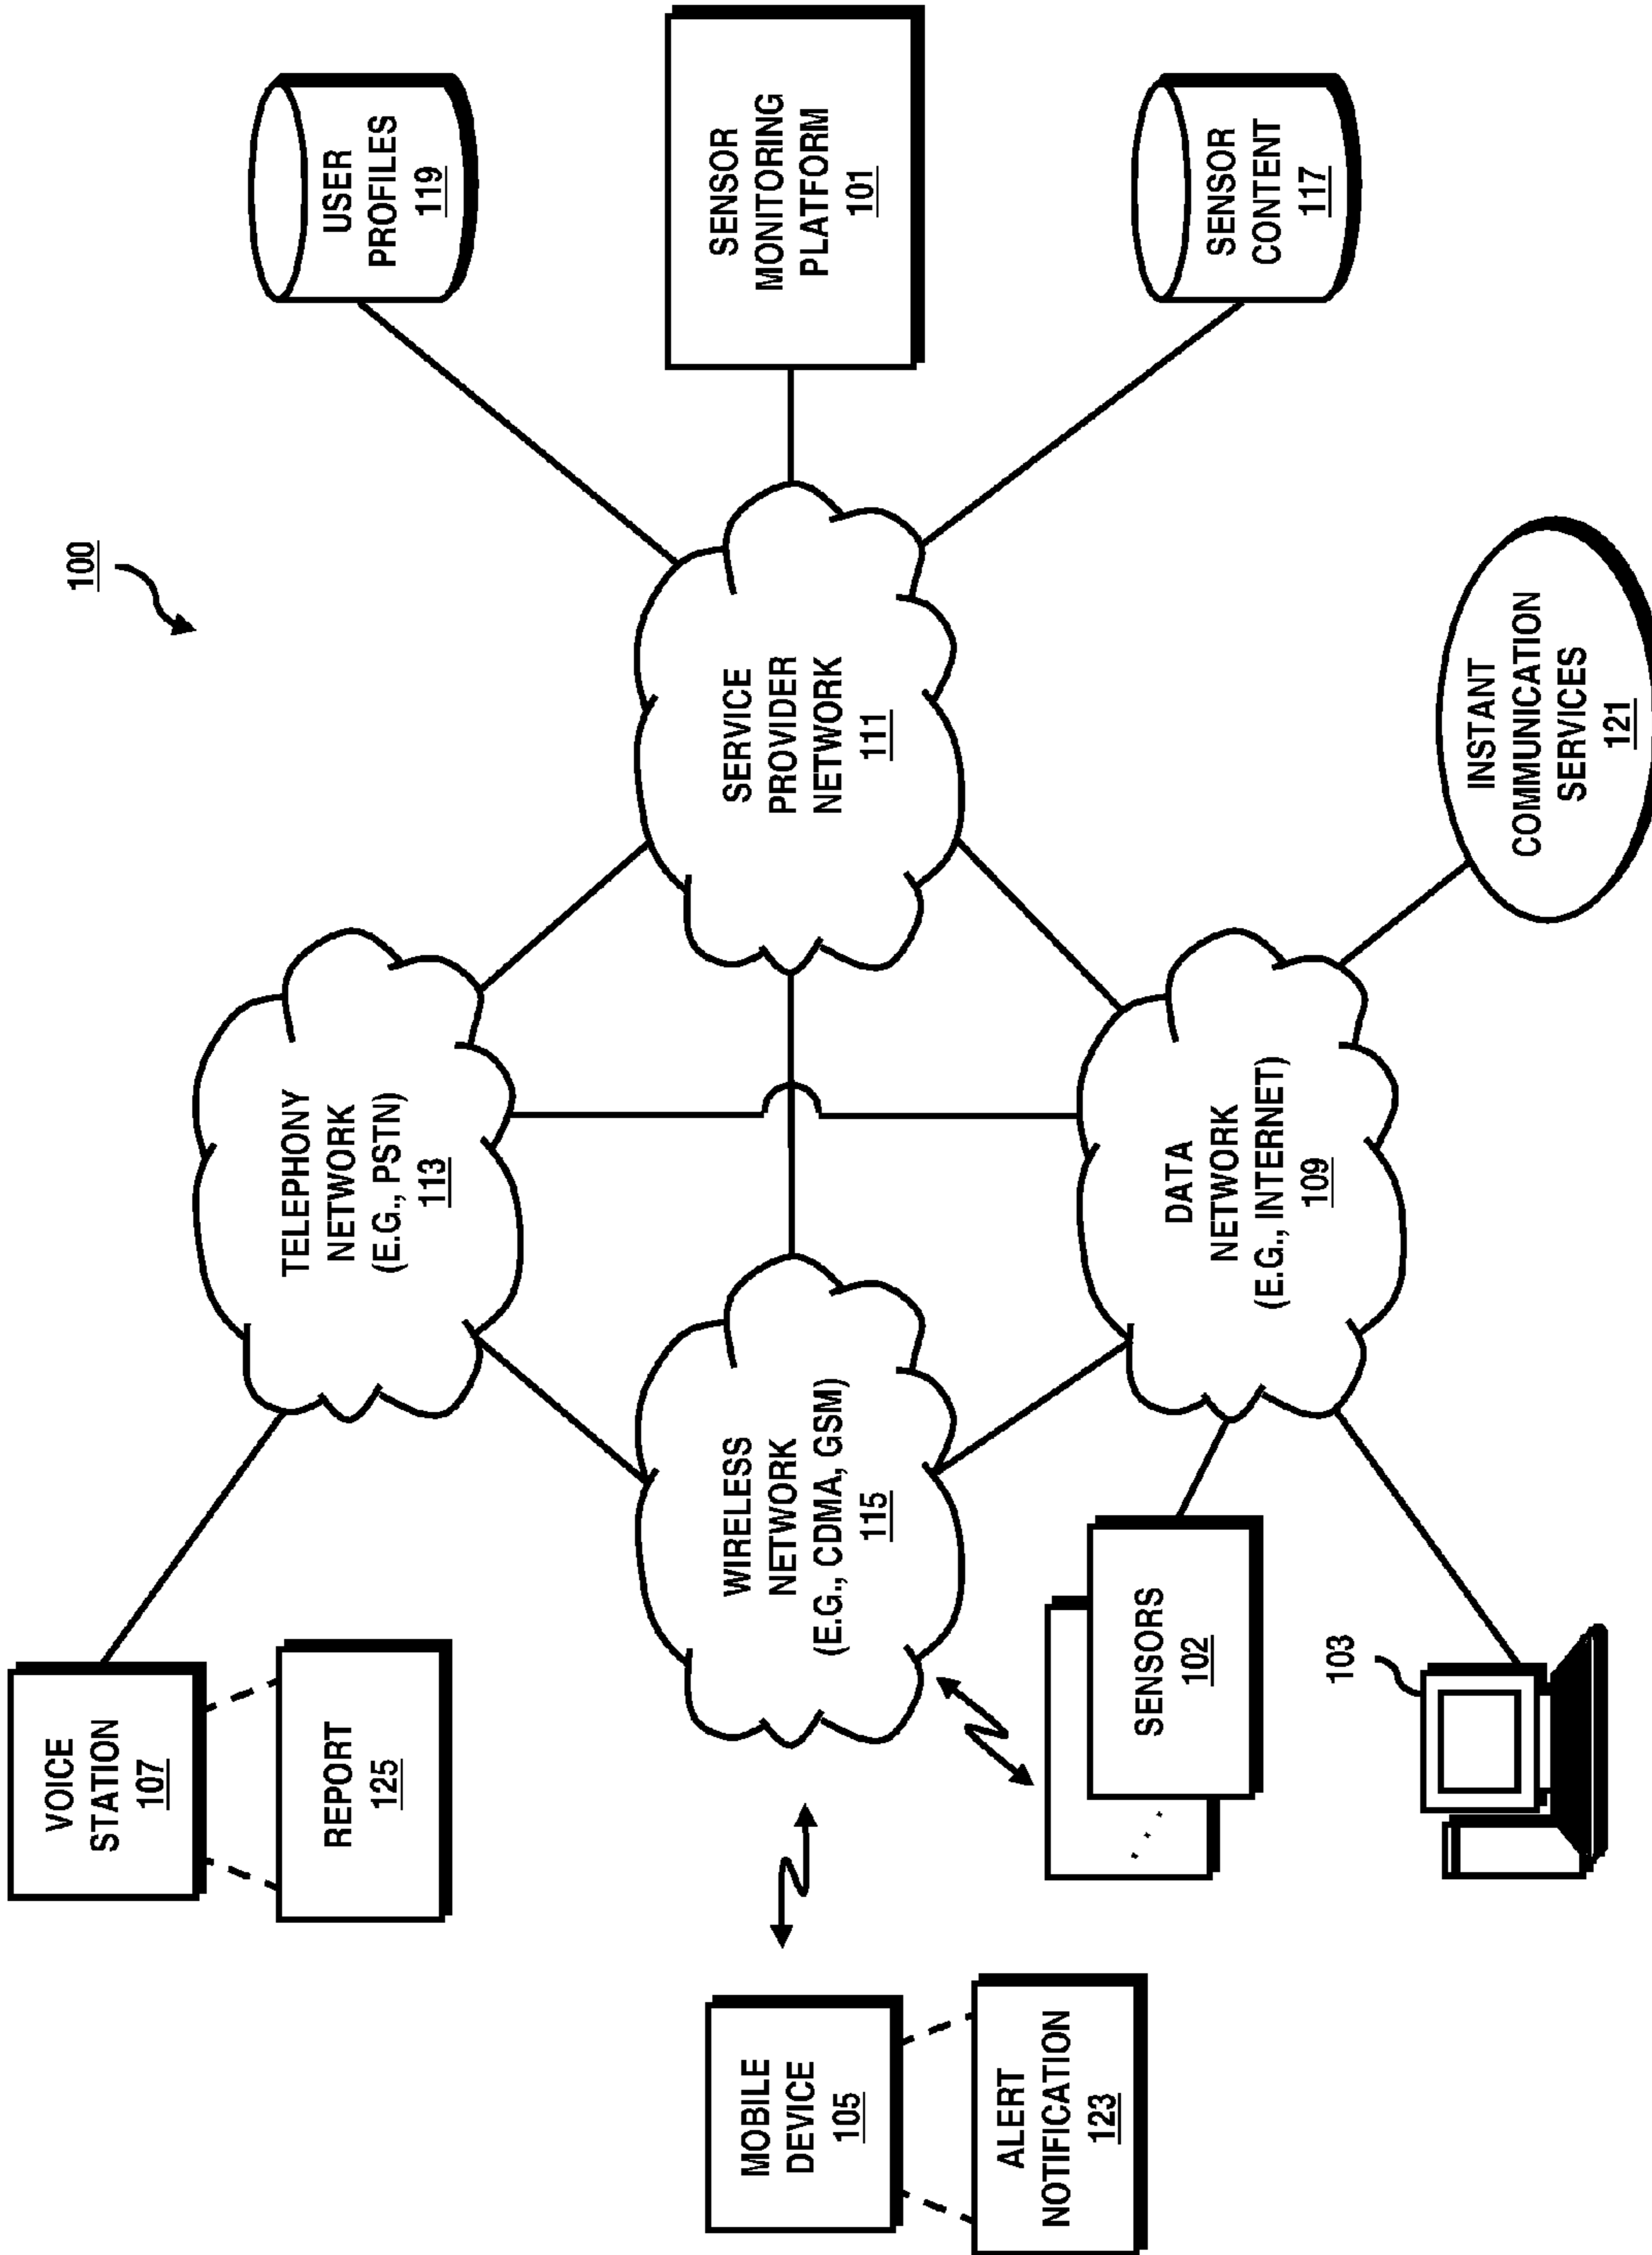 100
VOICE
STATION
107
REPORT
125
TELEPHONY
NETWORK
(E.G., PSTN)
113
USER
PROFILES
119
MOBILE
DEVICE
105
ALERT
NOTIFICATION
123
WIRELESS
NETWORK
(E.G., CDMA, GSM)
115
SERVICE
PROVIDER
NETWORK
111
SENSOR
MONITORING
PLATFORM
101
SENSORS
102
DATA
NETWORK
(E.G., INTERNET)
109
SENSOR
CONTENT
117
103
INSTANT
COMMUNICATION
SERVICES
121